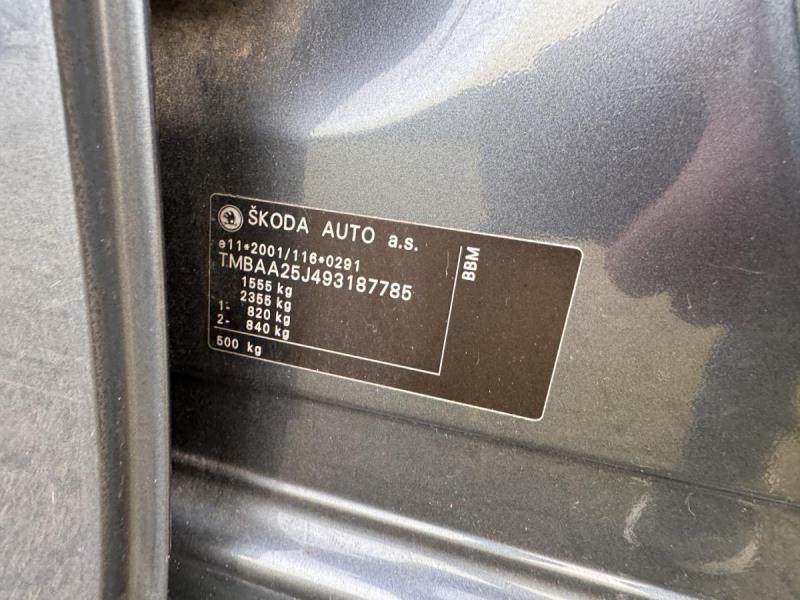 ŠKODA AUTO a.s.
e11*2001/116*0291
TMBAA25J493187785
1555 kg
2355 kg
1- 820 kg
2- 840 kg
500 kg
BBM